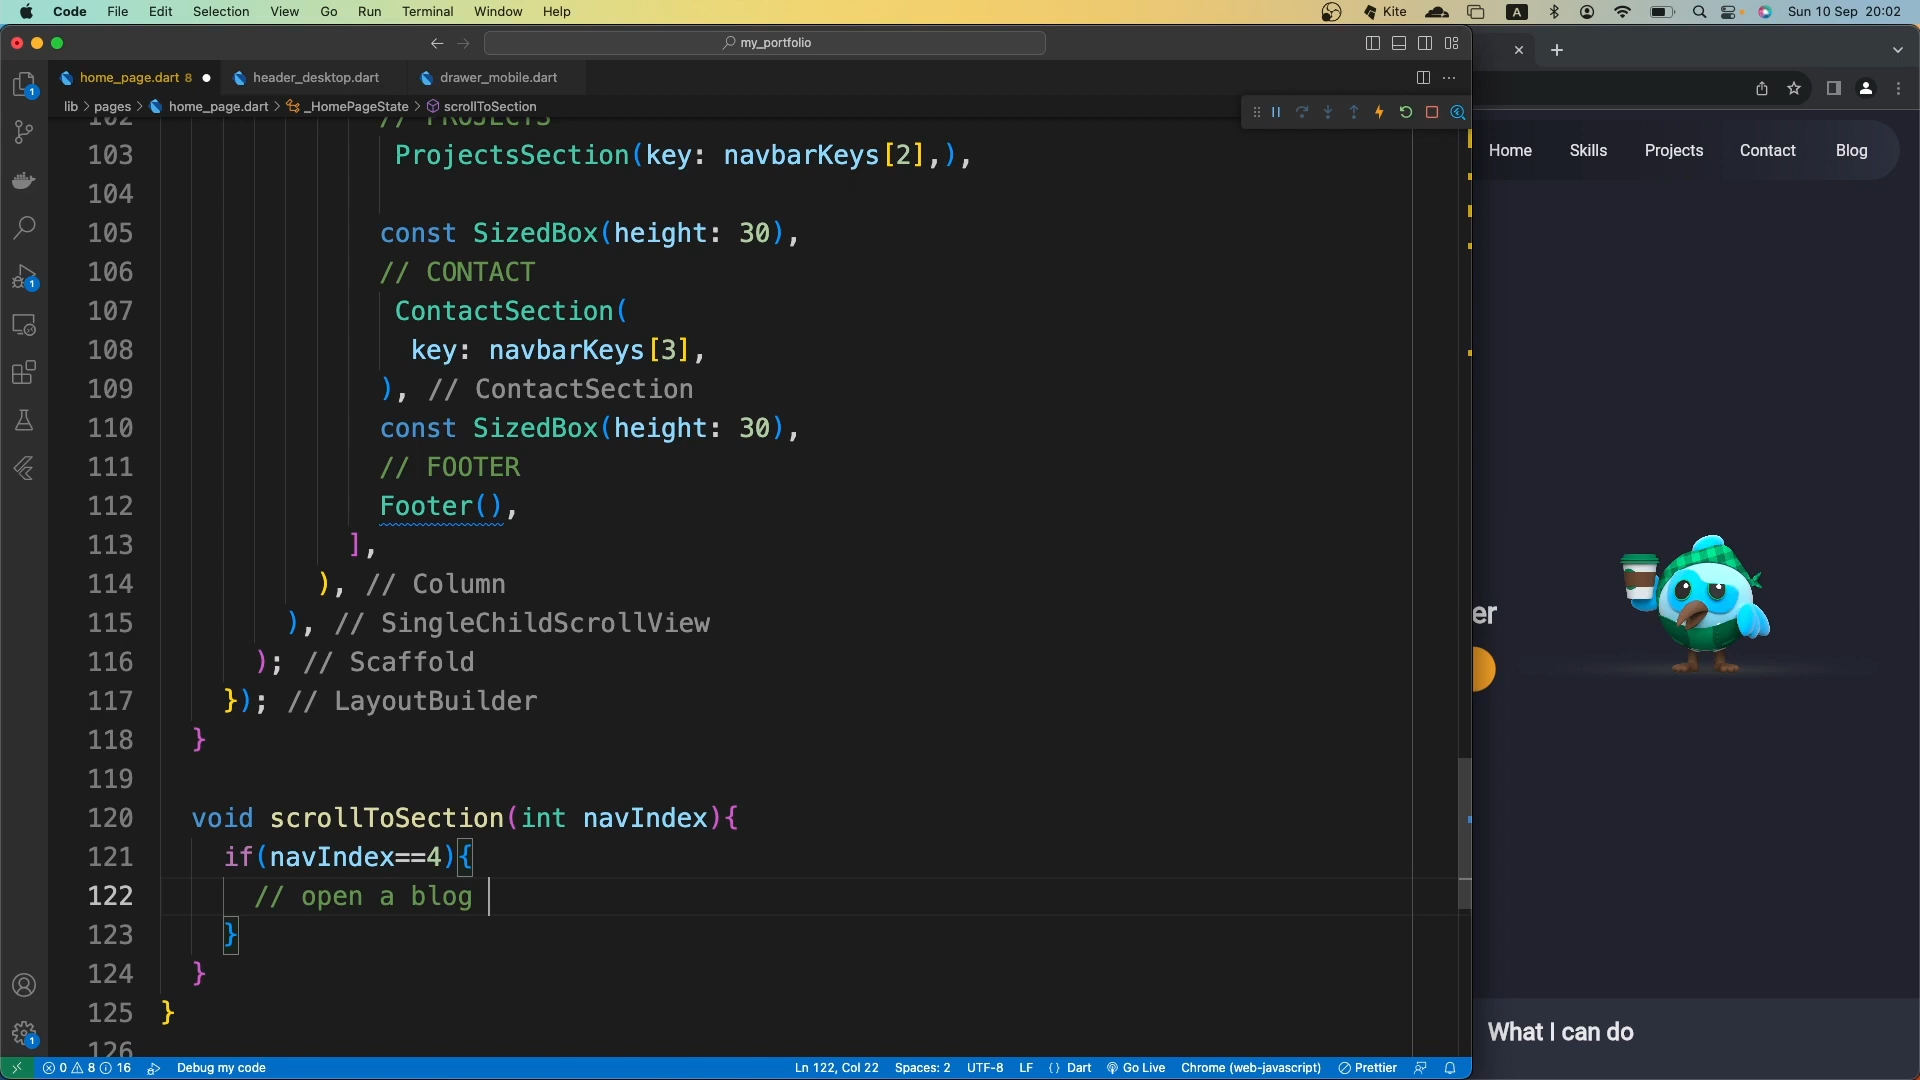 Code File Edit Selection View Go Run Terminal Window Help Kite A Sun 10 Sep 20:02
my_portfolio
home_page.dart 8 header_desktop.dart drawer_mobile.dart
lib > pages > home_page.dart > _HomePageState > scrollToSection
102 // PROJECTS
103 ProjectsSection(key: navbarKeys[2],),
104
105 const SizedBox(height: 30),
106 // CONTACT
107 ContactSection(
108 key: navbarKeys[3],
109 ), // ContactSection
110 const SizedBox(height: 30),
111 // FOOTER
112 Footer(),
113 ],
114 ), // Column
115 ), // SingleChildScrollView
116 ); // Scaffold
117 }); // LayoutBuilder
118 }
119
120 void scrollToSection(int navIndex){
121 if(navIndex==4){
122 // open a blog
123 }
124 }
125 }
126
1
1
1
Home Skills Projects Contact Blog
er
What I can do
0 8 16 Debug my code Ln 122, Col 22 Spaces: 2 UTF-8 LF {} Dart Go Live Chrome (web-javascript) Prettier